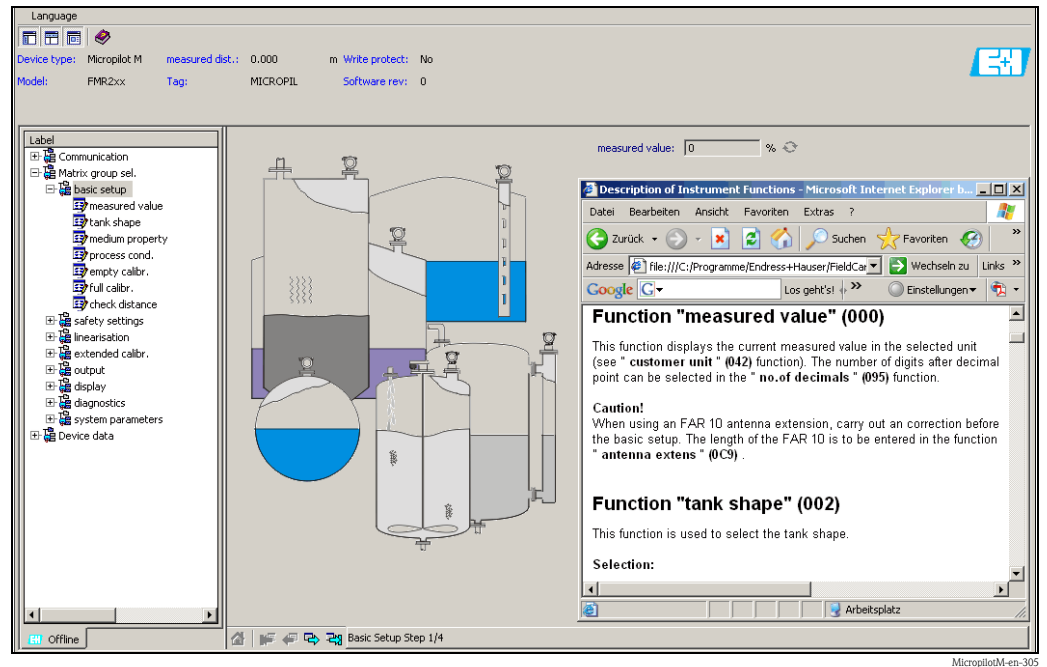 Language
Device type: Micropilot M measured dist.: 0.000 m Write protect: No
Model: FMR2xx Tag: MICROPIL Software rev: 0
E+H
Label
Communication
Matrix group sel.
basic setup
measured value
tank shape
medium property
process cond.
empty calibr.
full calibr.
check distance
safety settings
linearisation
extended calibr.
output
display
diagnostics
system parameters
Device data
Offline
measured value: 0 %
Description of Instrument Functions - Microsoft Internet Explorer b...
Datei Bearbeiten Ansicht Favoriten Extras ?
Zurück Suchen Favoriten »
Adresse file:///C:/Programme/Endress+Hauser/FieldCar Wechseln zu Links »
Google G Los geht's! » Einstellungen
Function "measured value" (000)
This function displays the current measured value in the selected unit
(see " customer unit " (042) function). The number of digits after decimal
point can be selected in the " no.of decimals " (095) function.
Caution!
When using an FAR 10 antenna extension, carry out an correction before
the basic setup. The length of the FAR 10 is to be entered in the function
" antenna extens " (0C9) .
Function "tank shape" (002)
This function is used to select the tank shape.
Selection:
Arbeitsplatz
Basic Setup Step 1/4
MicropilotM-en-305